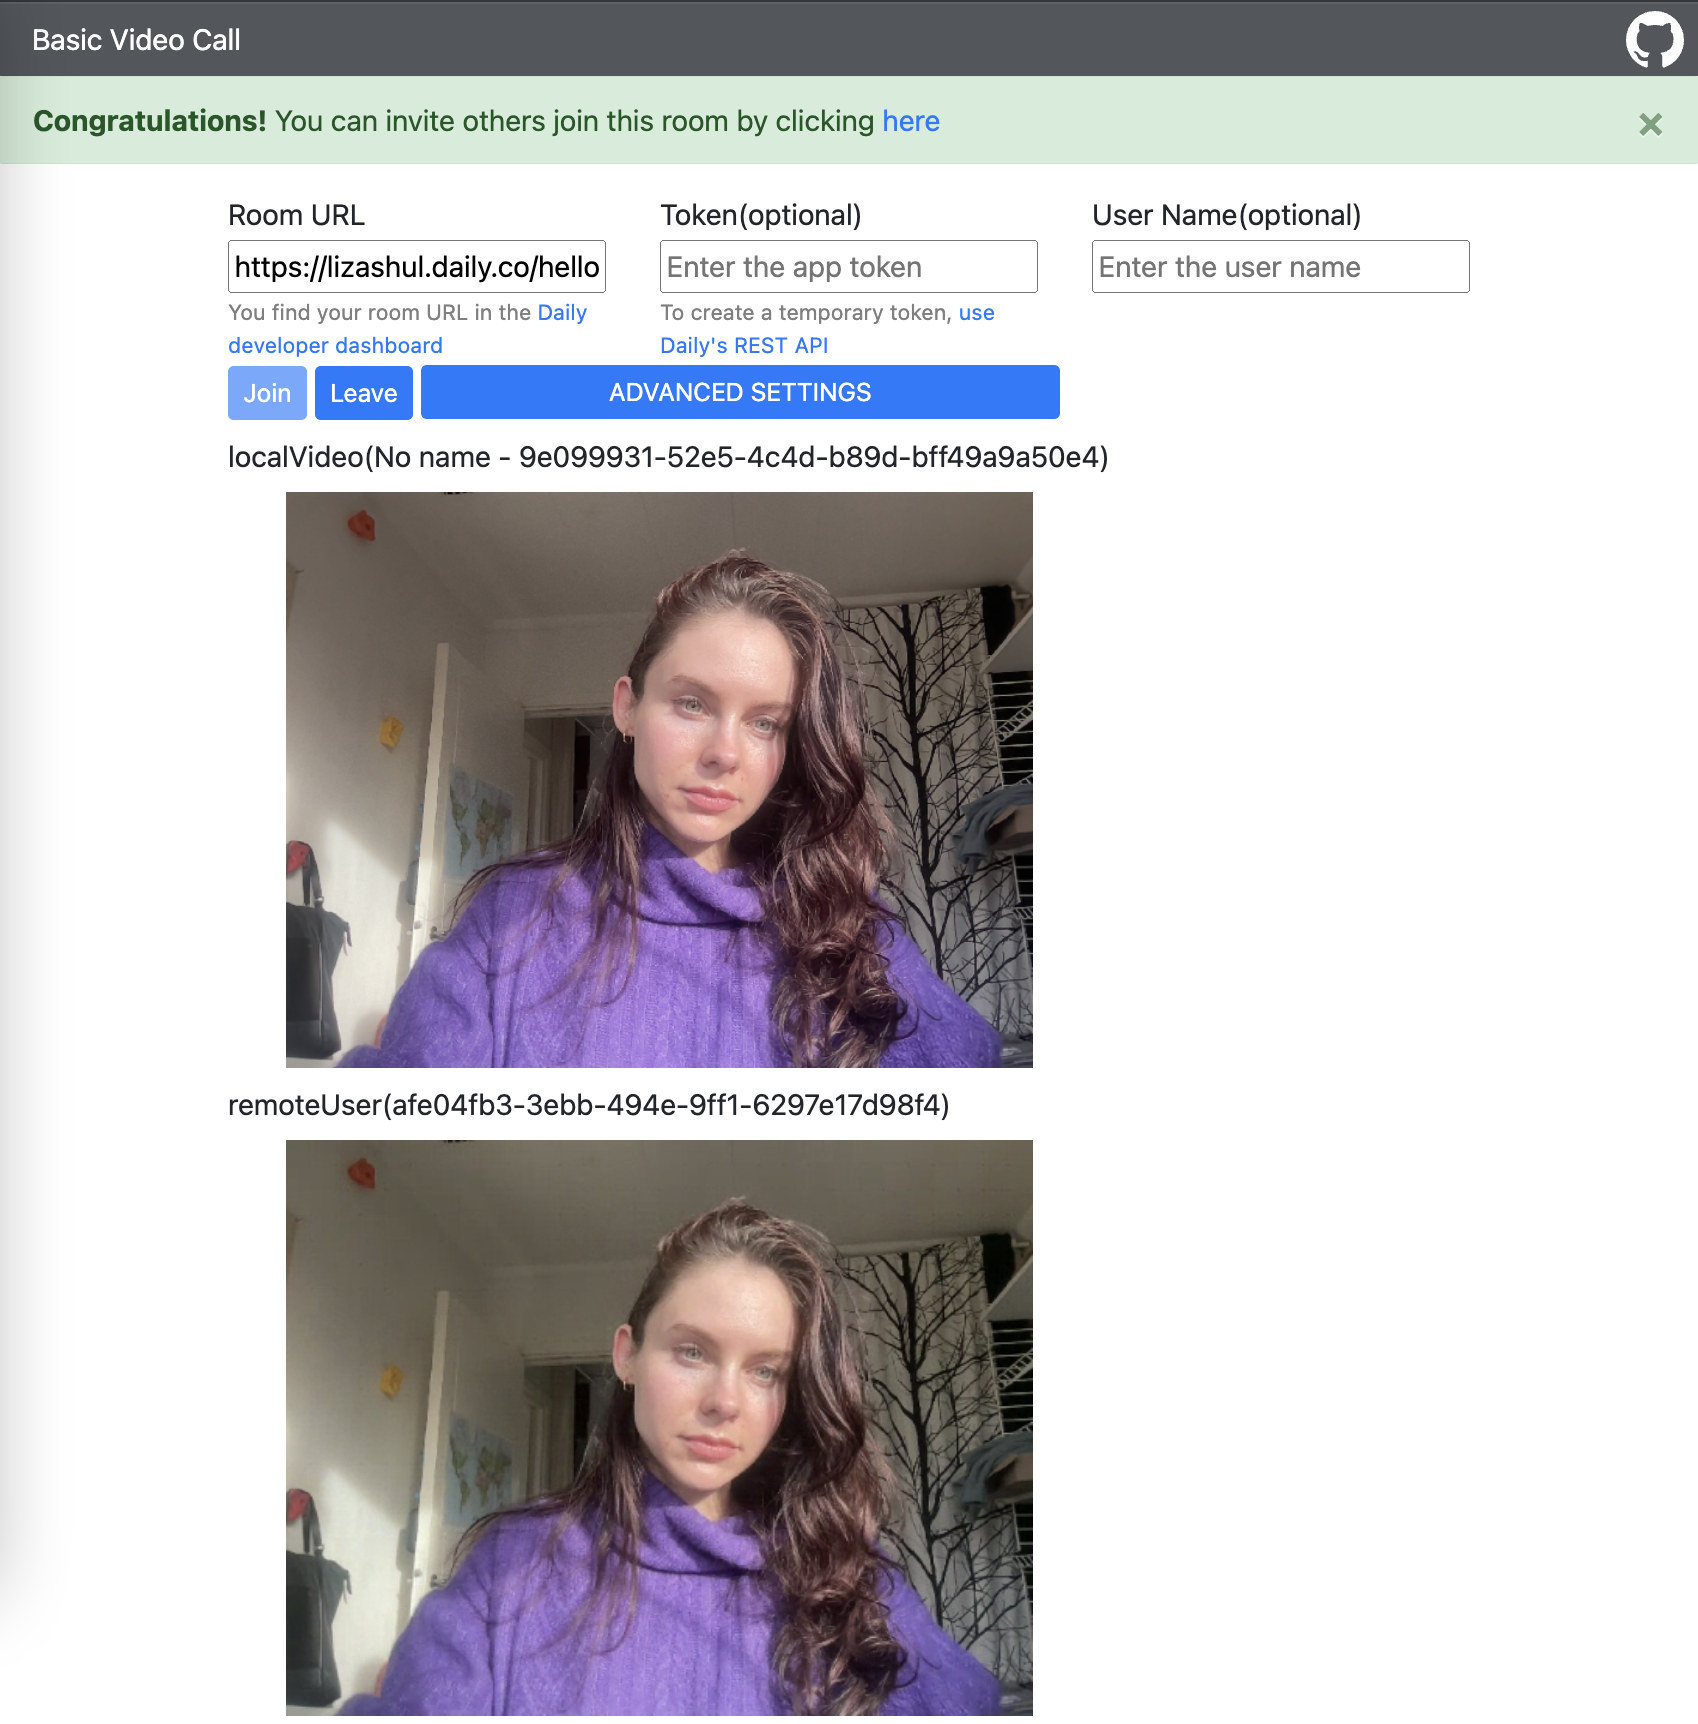 Basic Video Call
Congratulations! You can invite others join this room by clicking here
×
Room URL
Token(optional)
User Name(optional)
https://lizashul.daily.co/hello
Enter the app token
Enter the user name
You find your room URL in the Daily
developer dashboard
To create a temporary token, use
Daily's REST API
Join
Leave
ADVANCED SETTINGS
localVideo(No name - 9e099931-52e5-4c4d-b89d-bff49a9a50e4)
remoteUser(afe04fb3-3ebb-494e-9ff1-6297e17d98f4)